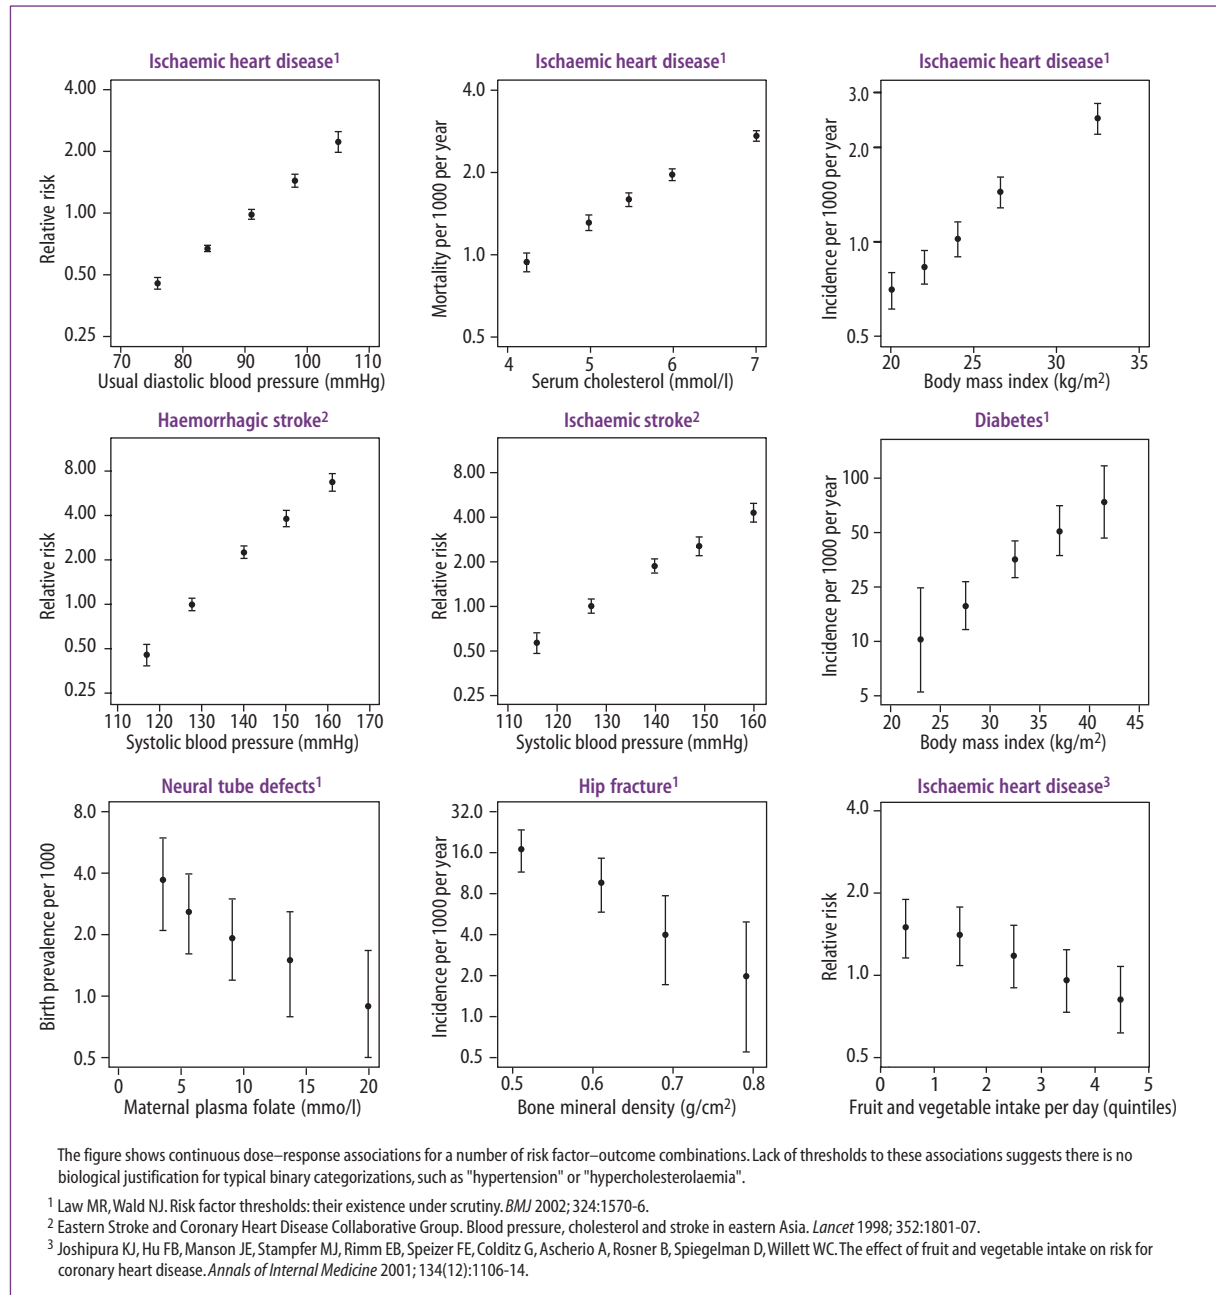 Ischaemic heart disease¹
4.00
2.00
1.00
0.50
0.25
Relative risk
70 80 90 100 110
Usual diastolic blood pressure (mmHg)
Ischaemic heart disease¹
4.0
2.0
1.0
0.5
Mortality per 1000 per year
4 5 6 7
Serum cholesterol (mmol/l)
Ischaemic heart disease¹
3.0
2.0
1.0
0.5
Incidence per 1000 per year
20 25 30 35
Body mass index (kg/m²)
Haemorrhagic stroke²
8.00
4.00
2.00
1.00
0.50
0.25
Relative risk
110 120 130 140 150 160 170
Systolic blood pressure (mmHg)
Ischaemic stroke²
8.00
4.00
2.00
1.00
0.50
0.25
Relative risk
110 120 130 140 150 160
Systolic blood pressure (mmHg)
Diabetes¹
100
50
25
10
5
Incidence per 1000 per year
20 25 30 35 40 45
Body mass index (kg/m²)
Neural tube defects¹
8.0
4.0
2.0
1.0
0.5
Birth prevalence per 1000
0 5 10 15 20
Maternal plasma folate (mmo/l)
Hip fracture¹
32.0
16.0
8.0
4.0
2.0
1.0
0.5
Incidence per 1000 per year
0.5 0.6 0.7 0.8
Bone mineral density (g/cm²)
Ischaemic heart disease³
4.0
2.0
1.0
0.5
Relative risk
0 1 2 3 4 5
Fruit and vegetable intake per day (quintiles)
The figure shows continuous dose–response associations for a number of risk factor–outcome combinations. Lack of thresholds to these associations suggests there is no
biological justification for typical binary categorizations, such as "hypertension" or "hypercholesterolaemia".
¹ Law MR, Wald NJ. Risk factor thresholds: their existence under scrutiny. BMJ 2002; 324:1570-6.
² Eastern Stroke and Coronary Heart Disease Collaborative Group. Blood pressure, cholesterol and stroke in eastern Asia. Lancet 1998; 352:1801-07.
³ Joshipura KJ, Hu FB, Manson JE, Stampfer MJ, Rimm EB, Speizer FE, Colditz G, Ascherio A, Rosner B, Spiegelman D, Willett WC. The effect of fruit and vegetable intake on risk for
coronary heart disease. Annals of Internal Medicine 2001; 134(12):1106-14.